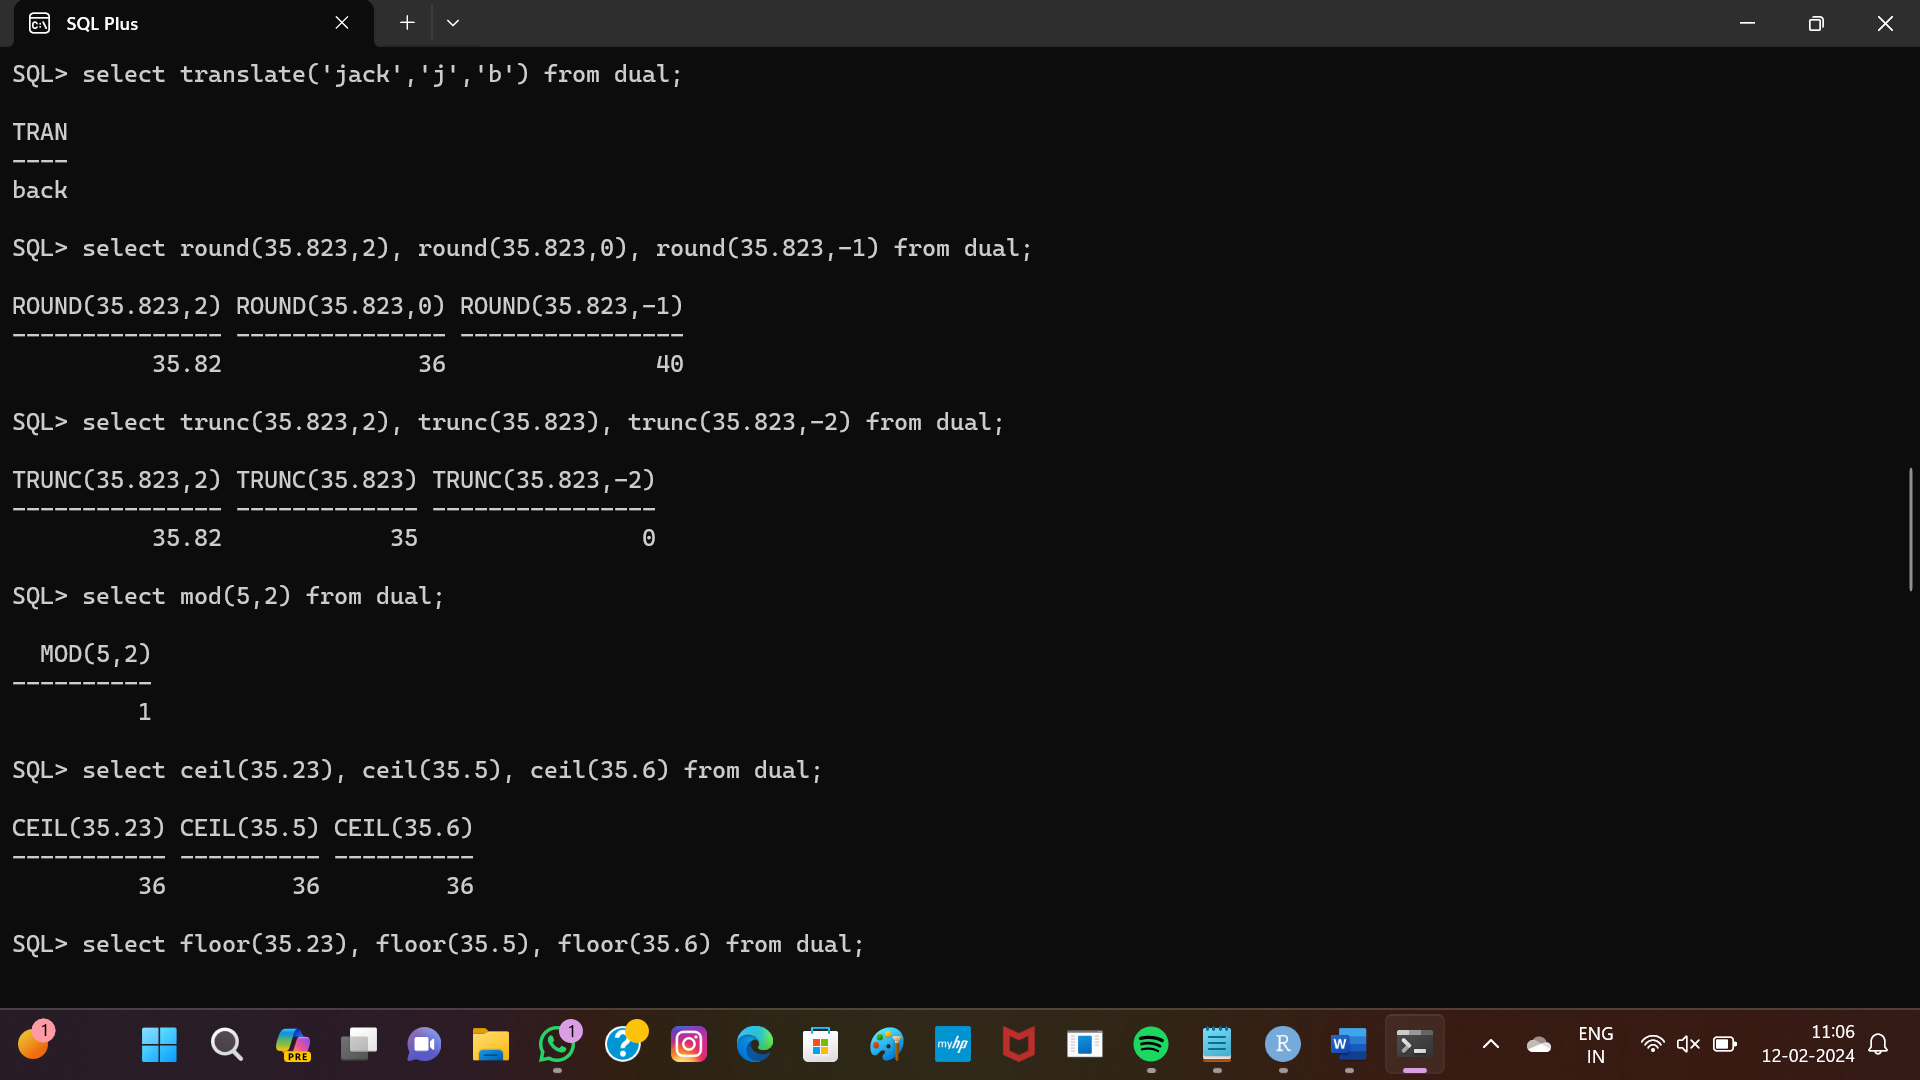 SQL Plus
SQL> select translate('jack','j','b') from dual;
TRAN
----
back
SQL> select round(35.823,2), round(35.823,0), round(35.823,-1) from dual;
ROUND(35.823,2) ROUND(35.823,0) ROUND(35.823,-1)
--------------- --------------- ----------------
35.82 36 40
SQL> select trunc(35.823,2), trunc(35.823), trunc(35.823,-2) from dual;
TRUNC(35.823,2) TRUNC(35.823) TRUNC(35.823,-2)
--------------- ------------- ----------------
35.82 35 0
SQL> select mod(5,2) from dual;
MOD(5,2)
----------
1
SQL> select ceil(35.23), ceil(35.5), ceil(35.6) from dual;
CEIL(35.23) CEIL(35.5) CEIL(35.6)
----------- ---------- ----------
36 36 36
SQL> select floor(35.23), floor(35.5), floor(35.6) from dual;
1
PRE
1
?
myhp
R
W
ENG
IN
11:06
12-02-2024